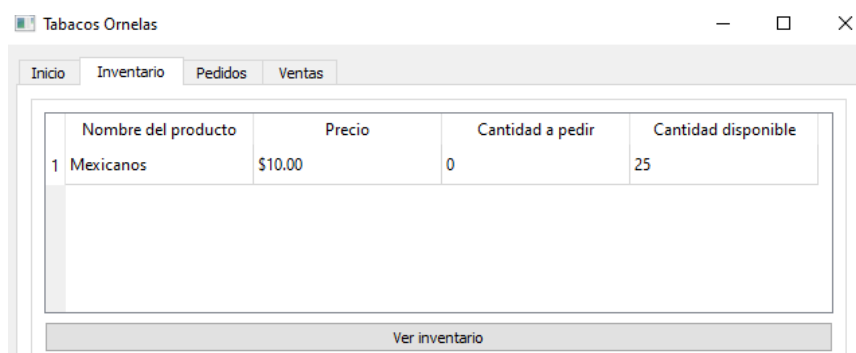 Tabacos Ornelas
Inicio Inventario Pedidos Ventas
Nombre del producto Precio Cantidad a pedir Cantidad disponible
1 Mexicanos $10.00 0 25
Ver inventario